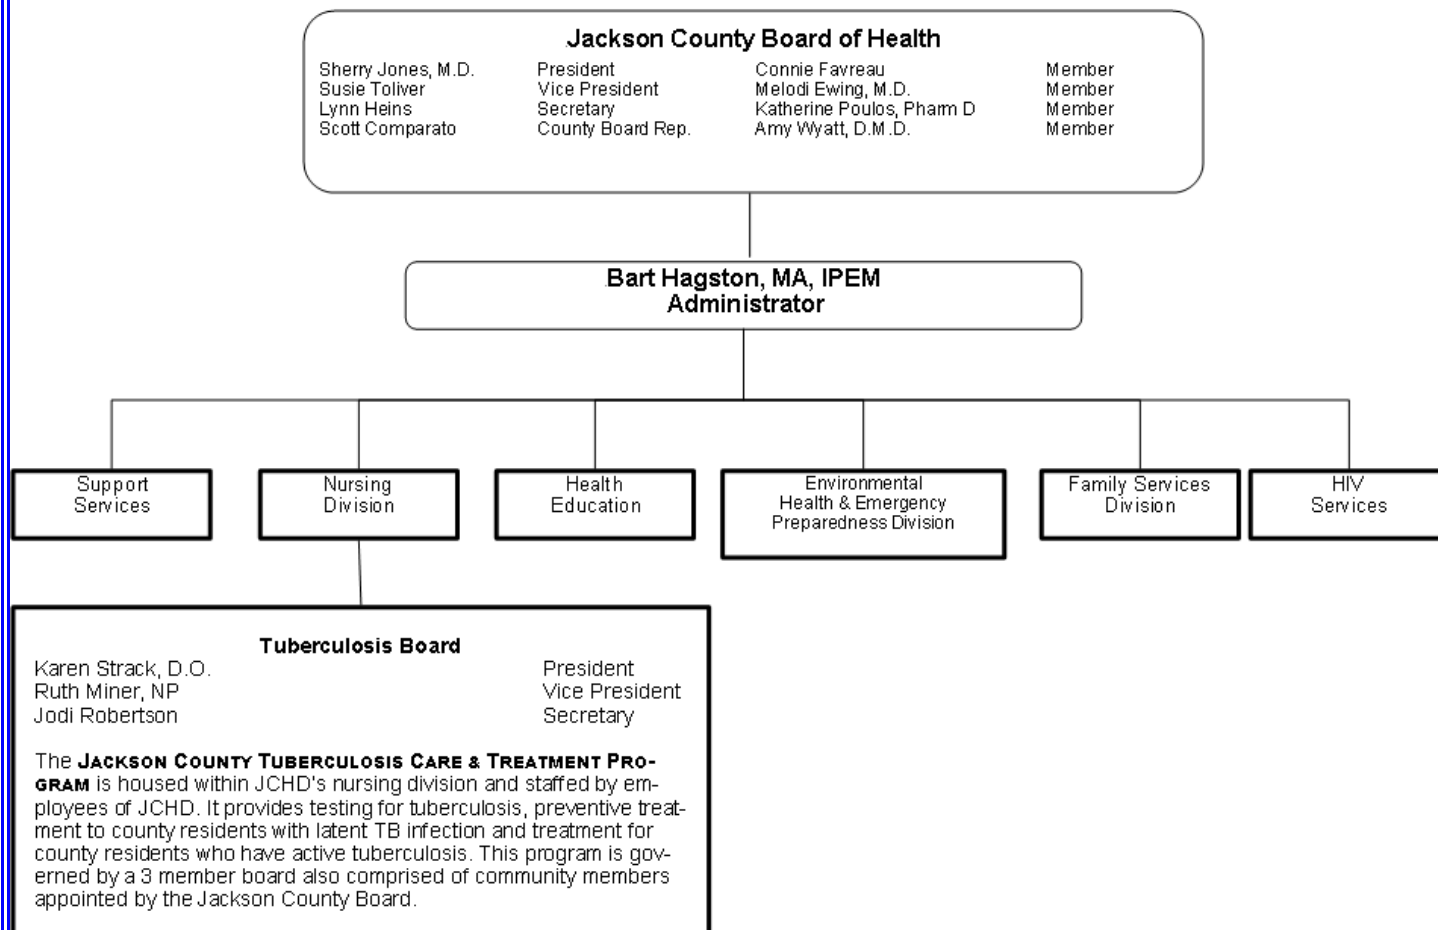 Jackson County Board of Health
Sherry Jones, M.D. President Connie Favreau Member
Susie Toliver Vice President Melodi Ewing, M.D. Member
Lynn Heins Secretary Katherine Poulos, Pharm D Member
Scott Comparato County Board Rep. Amy Wyatt, D.M.D. Member
Bart Hagston, MA, IPEM
Administrator
Support
Services
Nursing
Division
Health
Education
Environmental
Health & Emergency
Preparedness Division
Family Services
Division
HIV
Services
Tuberculosis Board
Karen Strack, D.O. President
Ruth Miner, NP Vice President
Jodi Robertson Secretary
The JACKSON COUNTY TUBERCULOSIS CARE & TREATMENT PRO-
GRAM is housed within JCHD's nursing division and staffed by em-
ployees of JCHD. It provides testing for tuberculosis, preventive treat-
ment to county residents with latent TB infection and treatment for
county residents who have active tuberculosis. This program is gov-
erned by a 3 member board also comprised of community members
appointed by the Jackson County Board.